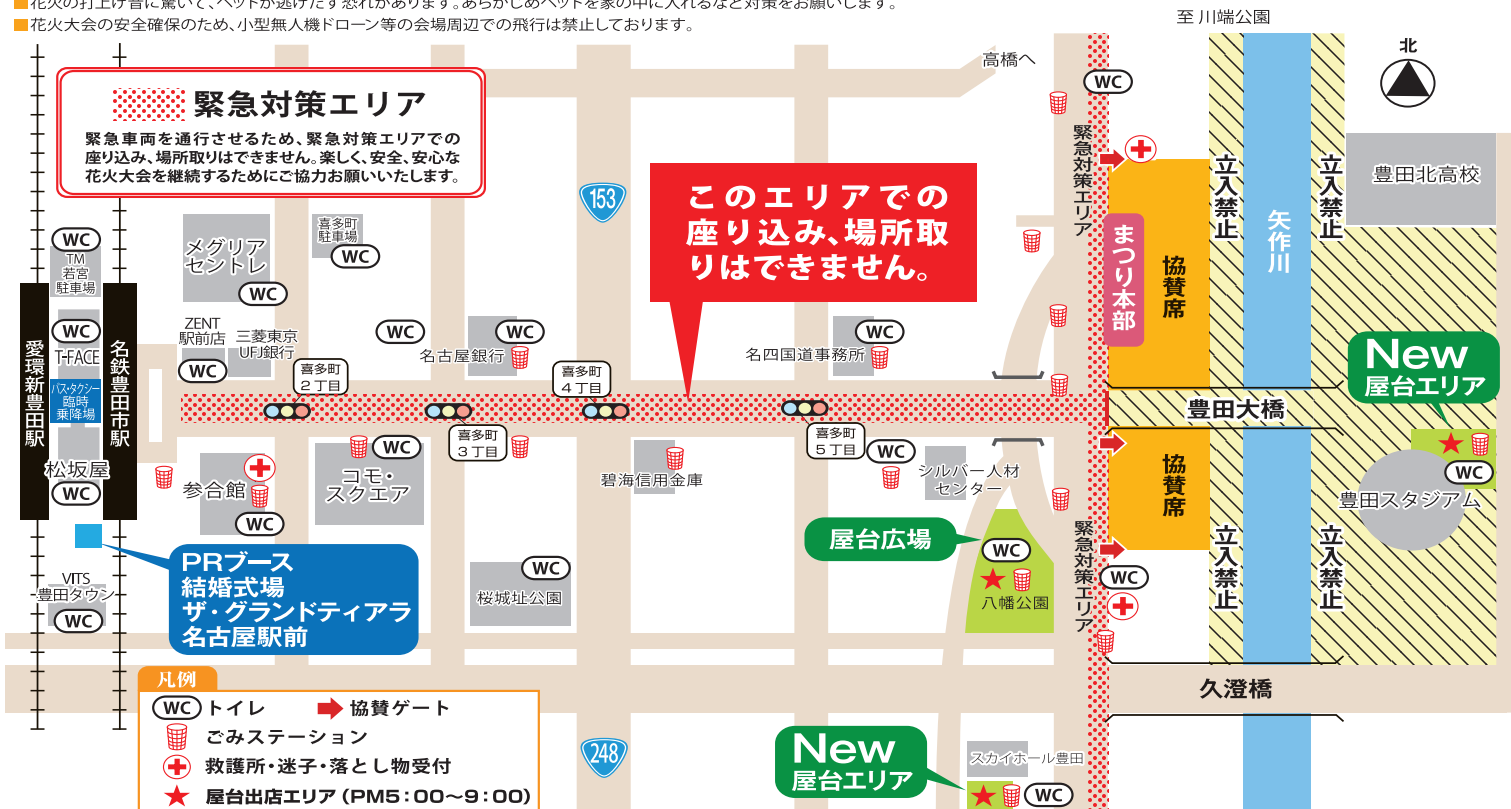 ■花火の打上げ音に驚いて、ペットが逃げだす恐れがあります。あらかじめペットを家の中に入れるなど対策をお願いします。
■花火大会の安全確保のため、小型無人機ドローン等の会場周辺での飛行は禁止しております。
至 川端公園
北
高橋へ
緊急対策エリア
緊急車両を通行させるため、緊急対策エリアでの
座り込み、場所取りはできません。楽しく、安全、安心な
花火大会を継続するためにご協力お願いいたします。
WC
153
このエリアでの
座り込み、場所取
りはできません。
緊急対策エリア
立入禁止
立入禁止
豊田北高校
矢作川
まつり本部
協賛席
WC
TM
若宮
駐車場
メグリア
セントレ
WC
喜多町
駐車場
WC
WC
T-FACE
愛環新豊田駅
名鉄豊田市駅
バス・タクシー
臨時
乗降場
松坂屋
WC
ZENT
駅前店
WC
三菱東京
UFJ銀行
WC
名古屋銀行
WC
名四国道事務所
WC
New
屋台エリア
喜多町
2丁目
喜多町
3丁目
喜多町
4丁目
喜多町
5丁目
豊田大橋
参合館
WC
コモ・
スクエア
WC
碧海信用金庫
WC
シルバー人材
センター
協賛席
WC
豊田スタジアム
屋台広場
WC
八幡公園
緊急対策エリア
WC
立入禁止
立入禁止
PRブース
結婚式場
ザ・グランドティアラ
名古屋駅前
VITS
豊田タウン
WC
WC
桜城址公園
久澄橋
凡例
WC トイレ
協賛ゲート
ごみステーション
救護所・迷子・落とし物受付
屋台出店エリア(PM5:00〜9:00)
248
New
屋台エリア
スカイホール豊田
WC